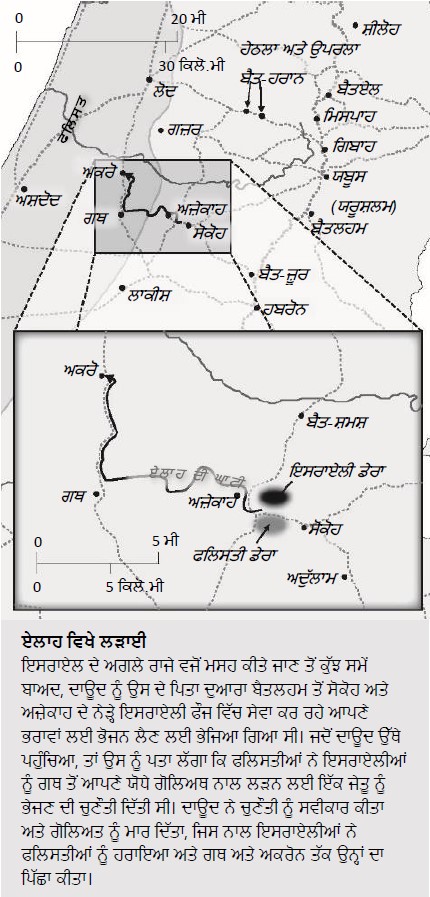 0 20 ਮੀ
0 30 ਕਿਲੋ.ਮੀ
ਸ਼ੀਲੋਹ
ਹੇਠਲਾ ਅਤੇ ਉਪਰਲਾ
ਬੈਤ-ਹਰਾਨ
ਲੋਦ
ਬੈਤਏਲ
ਫਲਿਸਤ
ਮਿਸਪਾਹ
ਗਜ਼ਰ
ਗਿਬਾਹ
ਅਕਰੋ
ਯਬੂਸ
ਅਸਦੋਦ
(ਯਰੂਸ਼ਲਮ)
ਗਥ
ਅਜ਼ੇਕਾਹ
ਬੈਤਲਹਮ
ਸੋਕੋਹ
ਬੈਤ-ਜ਼ੂਰ
ਲਾਕੀਸ਼
ਹਬਰੋਨ
ਅਕਰੋ
ਬੈਤ-ਸ਼ਮਸ਼
ਏਲਾਹ ਦੀ ਘਾਟੀ
ਇਸਰਾਏਲੀ ਡੇਰਾ
ਗਥ
ਅਜ਼ੇਕਾਹ
ਸੋਕੋਹ
ਫਲਿਸਤੀ ਡੇਰਾ
0 5 ਮੀ
0 5 ਕਿਲੋ.ਮੀ
ਅਦੁੱਲਾਮ
ਏਲਾਹ ਵਿਖੇ ਲੜਾਈ
ਇਸਰਾਏਲ ਦੇ ਅਗਲੇ ਰਾਜੇ ਵਜੋਂ ਮਸਹ ਕੀਤੇ ਜਾਣ ਤੋਂ ਕੁੱਝ ਸਮੇਂ
ਬਾਅਦ, ਦਾਊਦ ਨੂੰ ਉਸ ਦੇ ਪਿਤਾ ਦੁਆਰਾ ਬੈਤਲਹਮ ਤੋਂ ਸੋਕੋਹ ਅਤੇ
ਅਜ਼ੇਕਾਹ ਦੇ ਨੇੜ੍ਹੇ ਇਸਰਾਏਲੀ ਫੌਜ ਵਿੱਚ ਸੇਵਾ ਕਰ ਰਹੇ ਆਪਣੇ
ਭਰਾਵਾਂ ਲਈ ਭੋਜਨ ਲੈਣ ਲਈ ਭੇਜਿਆ ਗਿਆ ਸੀ। ਜਦੋਂ ਦਾਊਦ ਉੱਥੇ
ਪਹੁੰਚਿਆ, ਤਾਂ ਉਸ ਨੂੰ ਪਤਾ ਲੱਗਾ ਕਿ ਫਲਿਸਤੀਆਂ ਨੇ ਇਸਰਾਏਲੀਆਂ
ਨੂੰ ਗਥ ਤੋਂ ਆਪਣੇ ਯੋਧੇ ਗੋਲਿਅਥ ਨਾਲ ਲੜਨ ਲਈ ਇੱਕ ਜੇਤੂ ਨੂੰ
ਭੇਜਣ ਦੀ ਚੁਣੌਤੀ ਦਿੱਤੀ ਸੀ। ਦਾਊਦ ਨੇ ਚੁਣੌਤੀ ਨੂੰ ਸਵੀਕਾਰ ਕੀਤਾ
ਅਤੇ ਗੋਲਿਅਤ ਨੂੰ ਮਾਰ ਦਿੱਤਾ, ਜਿਸ ਨਾਲ ਇਸਰਾਏਲੀਆਂ ਨੇ
ਫਲਿਸਤੀਆਂ ਨੂੰ ਹਰਾਇਆ ਅਤੇ ਗਥ ਅਤੇ ਅਕਰੋਨ ਤੱਕ ਉਨ੍ਹਾਂ ਦਾ
ਪਿੱਛਾ ਕੀਤਾ।